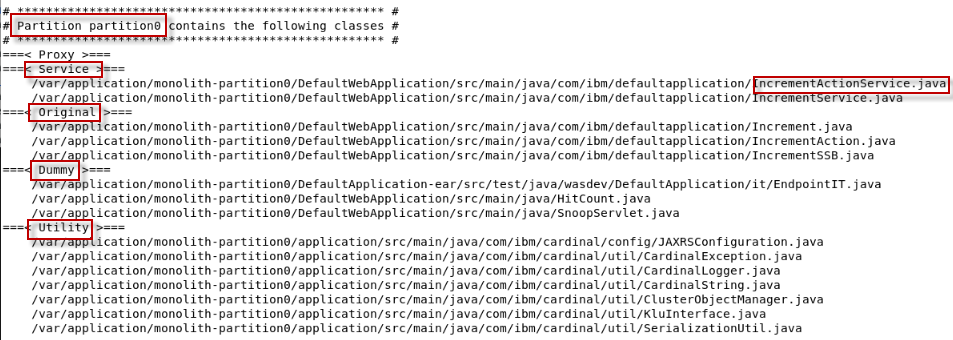 # *************************************************** #
# Partition partition0 contains the following classes #
# *************************************************** #
===< Proxy >===
===< Service >===
/var/application/monolith-partition0/DefaultWebApplication/src/main/java/com/ibm/defaultapplication/IncrementActionService.java
/var/application/monolith-partition0/DefaultWebApplication/src/main/java/com/ibm/defaultapplication/IncrementService.java
===< Original >===
/var/application/monolith-partition0/DefaultWebApplication/src/main/java/com/ibm/defaultapplication/Increment.java
/var/application/monolith-partition0/DefaultWebApplication/src/main/java/com/ibm/defaultapplication/IncrementAction.java
/var/application/monolith-partition0/DefaultWebApplication/src/main/java/com/ibm/defaultapplication/IncrementSSB.java
===< Dummy >===
/var/application/monolith-partition0/DefaultApplication-ear/src/test/java/wasdev/DefaultApplication/it/EndpointIT.java
/var/application/monolith-partition0/DefaultWebApplication/src/main/java/HitCount.java
/var/application/monolith-partition0/DefaultWebApplication/src/main/java/SnoopServlet.java
===< Utility >===
/var/application/monolith-partition0/application/src/main/java/com/ibm/cardinal/config/JAXRSConfiguration.java
/var/application/monolith-partition0/application/src/main/java/com/ibm/cardinal/util/CardinalException.java
/var/application/monolith-partition0/application/src/main/java/com/ibm/cardinal/util/CardinalLogger.java
/var/application/monolith-partition0/application/src/main/java/com/ibm/cardinal/util/CardinalString.java
/var/application/monolith-partition0/application/src/main/java/com/ibm/cardinal/util/ClusterObjectManager.java
/var/application/monolith-partition0/application/src/main/java/com/ibm/cardinal/util/KluInterface.java
/var/application/monolith-partition0/application/src/main/java/com/ibm/cardinal/util/SerializationUtil.java